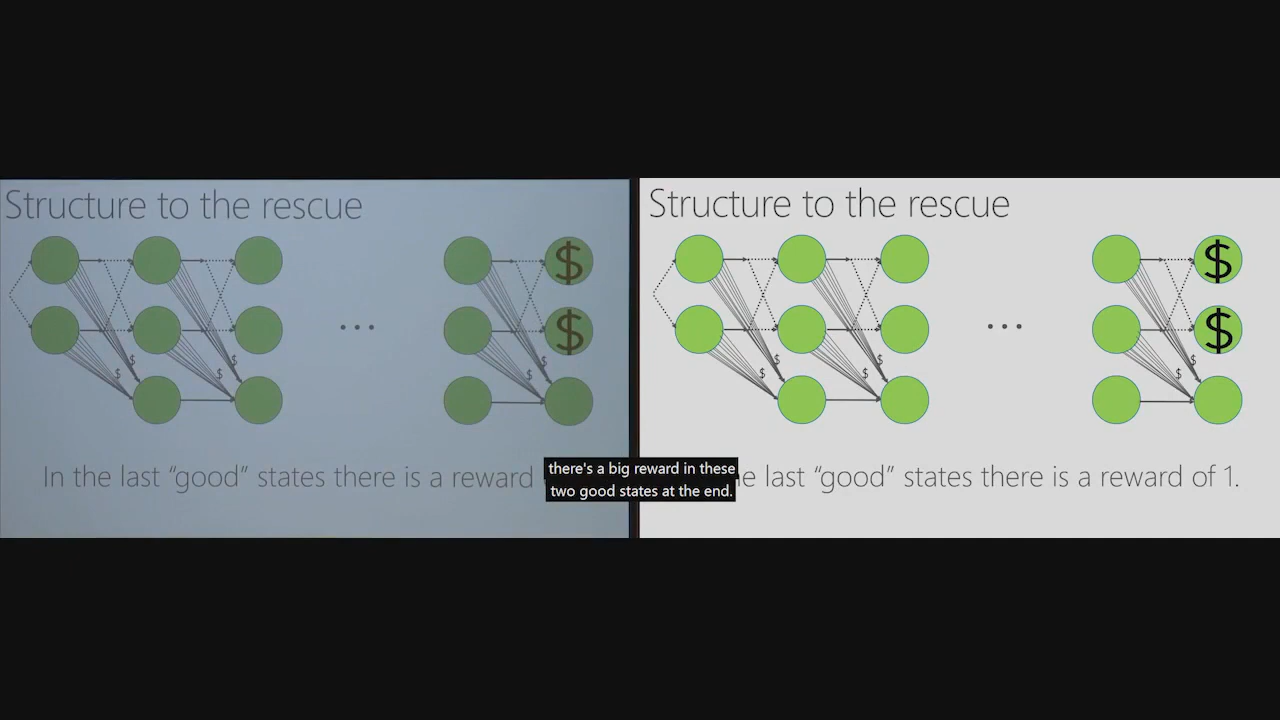 Structure to the rescue
$
$
$ $ $ $
$ $
...
In the last “good” states there is a reward
Structure to the rescue
$
$
$ $ $ $
$ $
...
e last “good” states there is a reward of 1.
there's a big reward in these
two good states at the end.